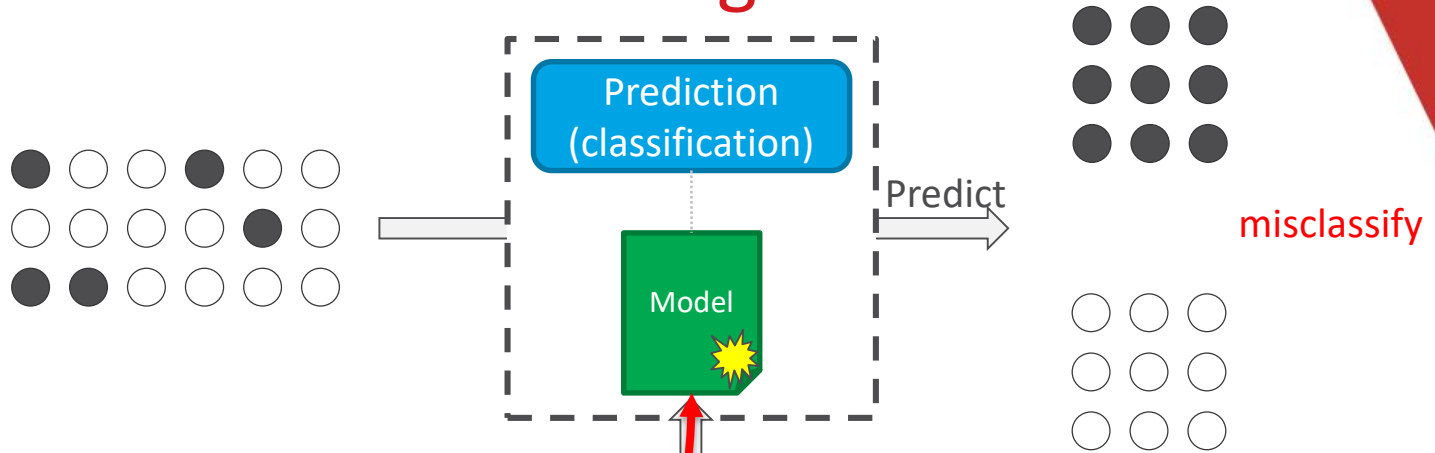 Prediction
(classification)
Predict
misclassify
Model